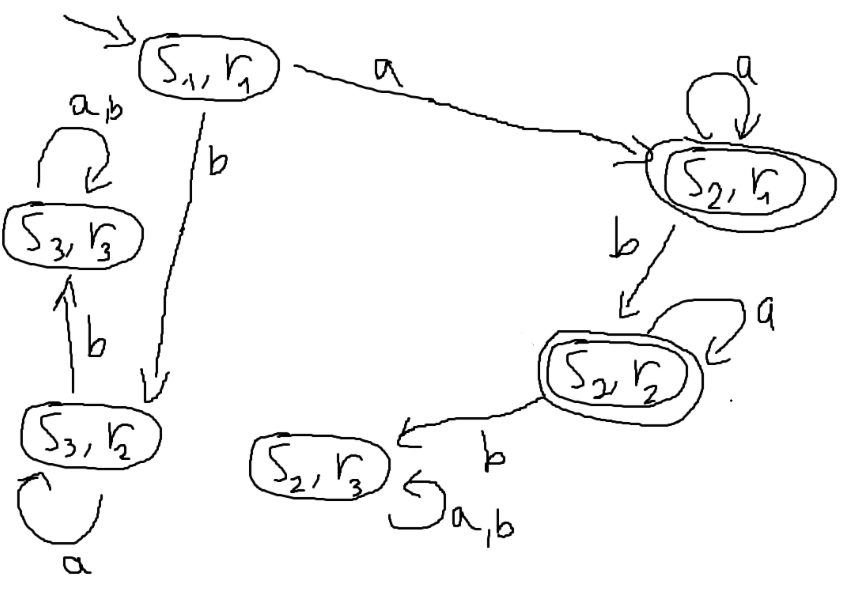 S₁, r₁
a
a
a,b
b
S₂, r₁
S₃, r₃
b
a
b
S₂, r₂
S₃, r₂
b
S₂, r₃
a,b
a